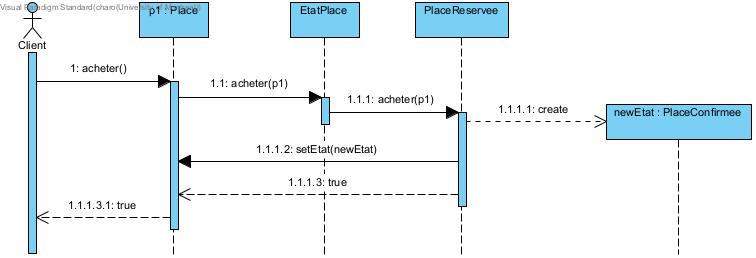 Visual Paradigm Standard(charo(University of
p1 : Place
EtatPlace
PlaceReservee
Client
1: acheter()
1.1: acheter(p1)
1.1.1: acheter(p1)
1.1.1.1: create
newEtat : PlaceConfirmee
1.1.1.2: setEtat(newEtat)
1.1.1.3: true
1.1.1.3.1: true